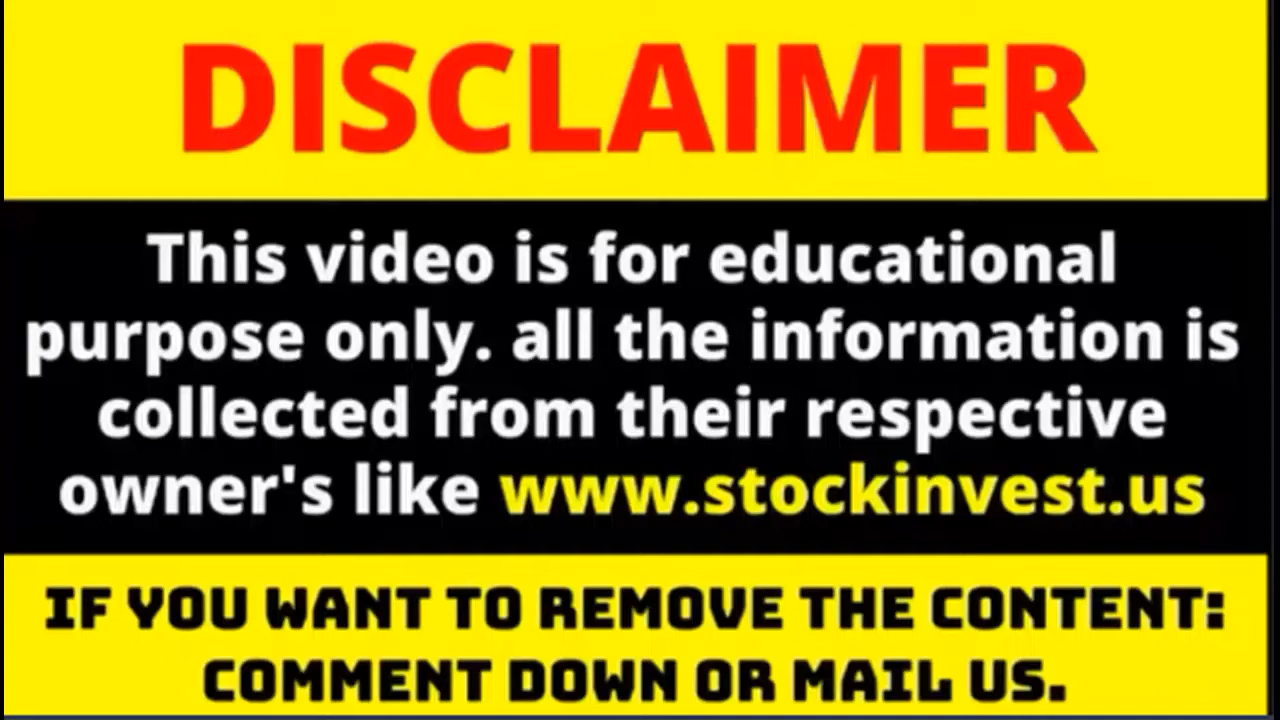 DISCLAIMER
This video is for educational
purpose only. all the information is
collected from their respective
owner's like www.stockinvest.us
IF YOU WANT TO REMOVE THE CONTENT:
COMMENT DOWN OR MAIL US.